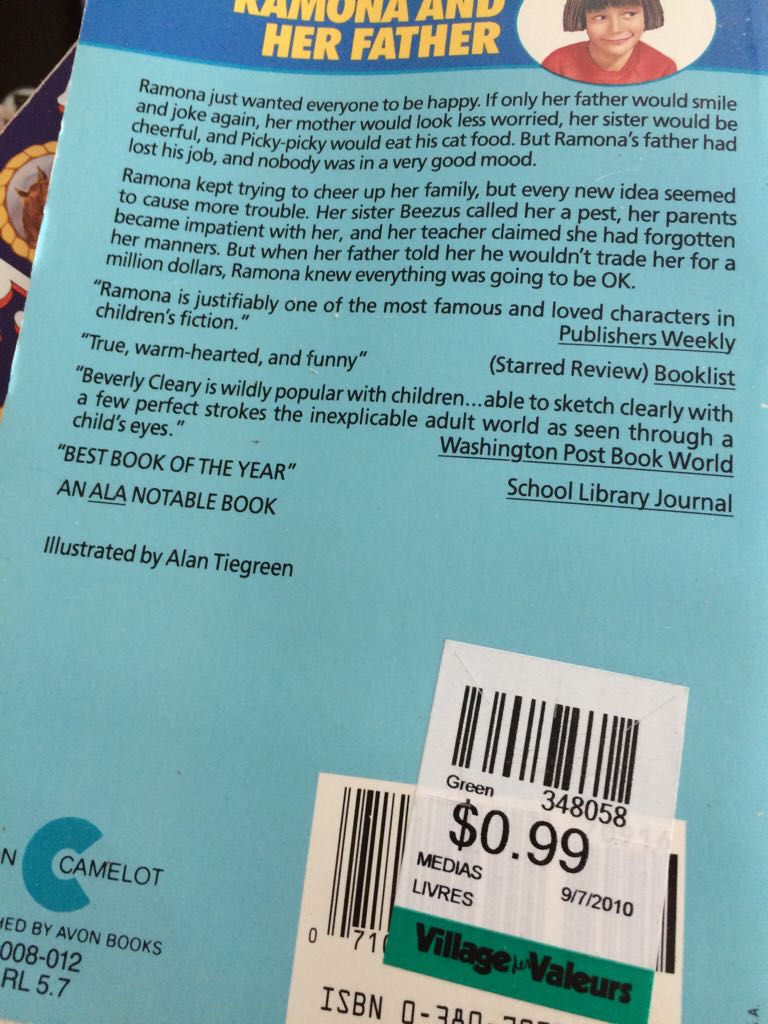 RAMONA AND
HER FATHER
Ramona just wanted everyone to be happy. If only her father would smile
and joke again, her mother would look less worried, her sister would be
cheerful, and Picky-picky would eat his cat food. But Ramona's father had
lost his job, and nobody was in a very good mood.
Ramona kept trying to cheer up her family, but every new idea seemed
to cause more trouble. Her sister Beezus called her a pest, her parents
became impatient with her, and her teacher claimed she had forgotten
her manners. But when her father told her he wouldn't trade her for a
million dollars, Ramona knew everything was going to be OK.
"Ramona is justifiably one of the most famous and loved characters in
children's fiction." Publishers Weekly
"True, warm-hearted, and funny" (Starred Review) Booklist
"Beverly Cleary is wildly popular with children...able to sketch clearly with
a few perfect strokes the inexplicable adult world as seen through a
child's eyes." Washington Post Book World
"BEST BOOK OF THE YEAR" School Library Journal
AN ALA NOTABLE BOOK
Illustrated by Alan Tiegreen
Green 348058
$0.99
MEDIAS
LIVRES 9/7/2010
Village des Valeurs
N CAMELOT
HED BY AVON BOOKS
008-012
RL 5.7
0 71
ISBN 0-380-